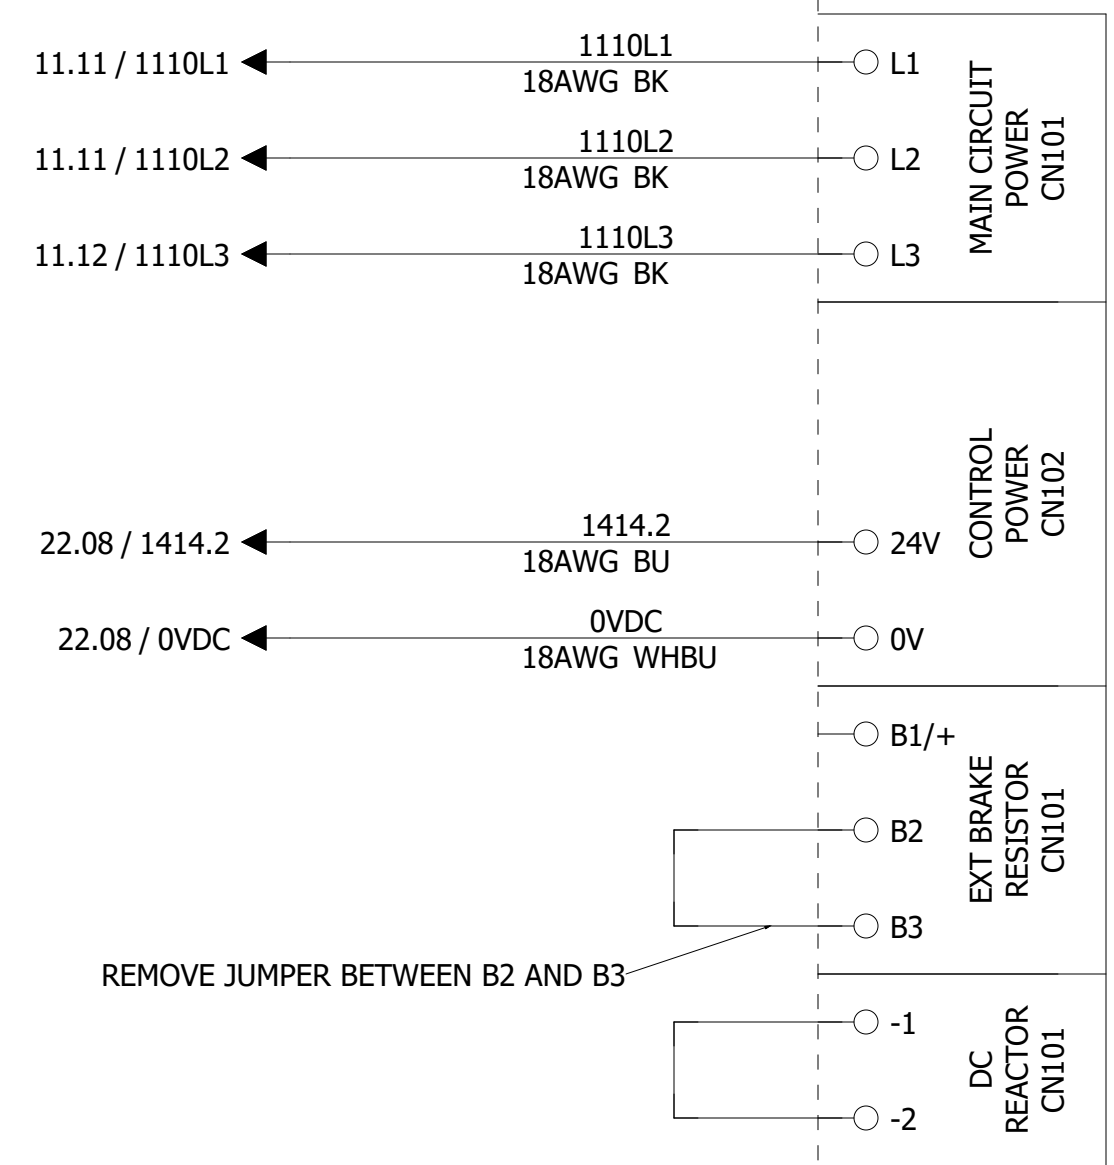 1110L1
11.11 / 1110L1
18AWG BK
L1
1110L2
11.11 / 1110L2
18AWG BK
L2
1110L3
11.12 / 1110L3
18AWG BK
L3
MAIN CIRCUIT
POWER
CN101
1414.2
22.08 / 1414.2
18AWG BU
24V
0VDC
22.08 / 0VDC
18AWG WHBU
0V
CONTROL
POWER
CN102
B1/+
B2
B3
EXT BRAKE
RESISTOR
CN101
REMOVE JUMPER BETWEEN B2 AND B3
-1
-2
DC
REACTOR
CN101